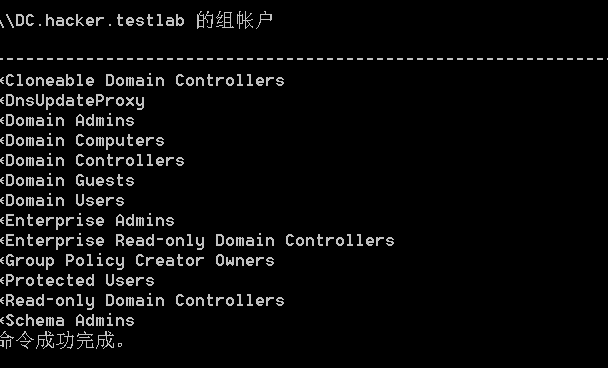 \\DC.hacker.testlab 的组帐户
-------------------------------------------------------------
*Cloneable Domain Controllers
*DnsUpdateProxy
*Domain Admins
*Domain Computers
*Domain Controllers
*Domain Guests
*Domain Users
*Enterprise Admins
*Enterprise Read-only Domain Controllers
*Group Policy Creator Owners
*Protected Users
*Read-only Domain Controllers
*Schema Admins
命令成功完成。